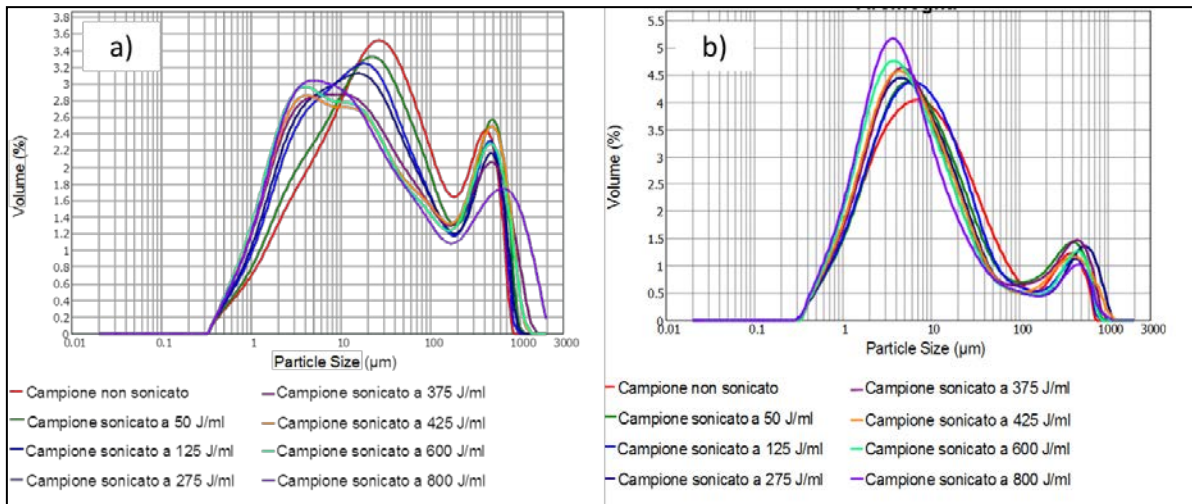 a)
Volume (%)
3.8
3.6
3.4
3.2
3
2.8
2.6
2.4
2.2
2
1.8
1.6
1.4
1.2
1
0.8
0.6
0.4
0.2
0
0.01 0.1 1 10 100 1000 3000
Particle Size (µm)
Campione non sonicato
Campione sonicato a 50 J/ml
Campione sonicato a 125 J/ml
Campione sonicato a 275 J/ml
Campione sonicato a 375 J/ml
Campione sonicato a 425 J/ml
Campione sonicato a 600 J/ml
Campione sonicato a 800 J/ml
b)
Volume (%)
5.5
5
4.5
4
3.5
3
2.5
2
1.5
1
0.5
0
0.01 0.1 1 10 100 1000 3000
Particle Size (µm)
Campione non sonicato
Campione sonicato a 50 J/ml
Campione sonicato a 125 J/ml
Campione sonicato a 275 J/ml
Campione sonicato a 375 J/ml
Campione sonicato a 425 J/ml
Campione sonicato a 600 J/ml
Campione sonicato a 800 J/ml